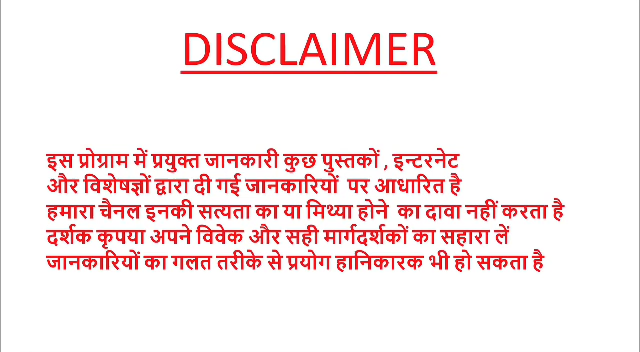 DISCLAIMER
इस प्रोग्राम में प्रयुक्त जानकारी कुछ पुस्तकों , इन्टरनेट
और विशेषज्ञों द्वारा दी गई जानकारियों पर आधारित है
हमारा चैनल इनकी सत्यता का या मिथ्या होने का दावा नहीं करता है
दर्शक कृपया अपने विवेक और सही मार्गदर्शकों का सहारा लें
जानकारियों का गलत तरीके से प्रयोग हानिकारक भी हो सकता है